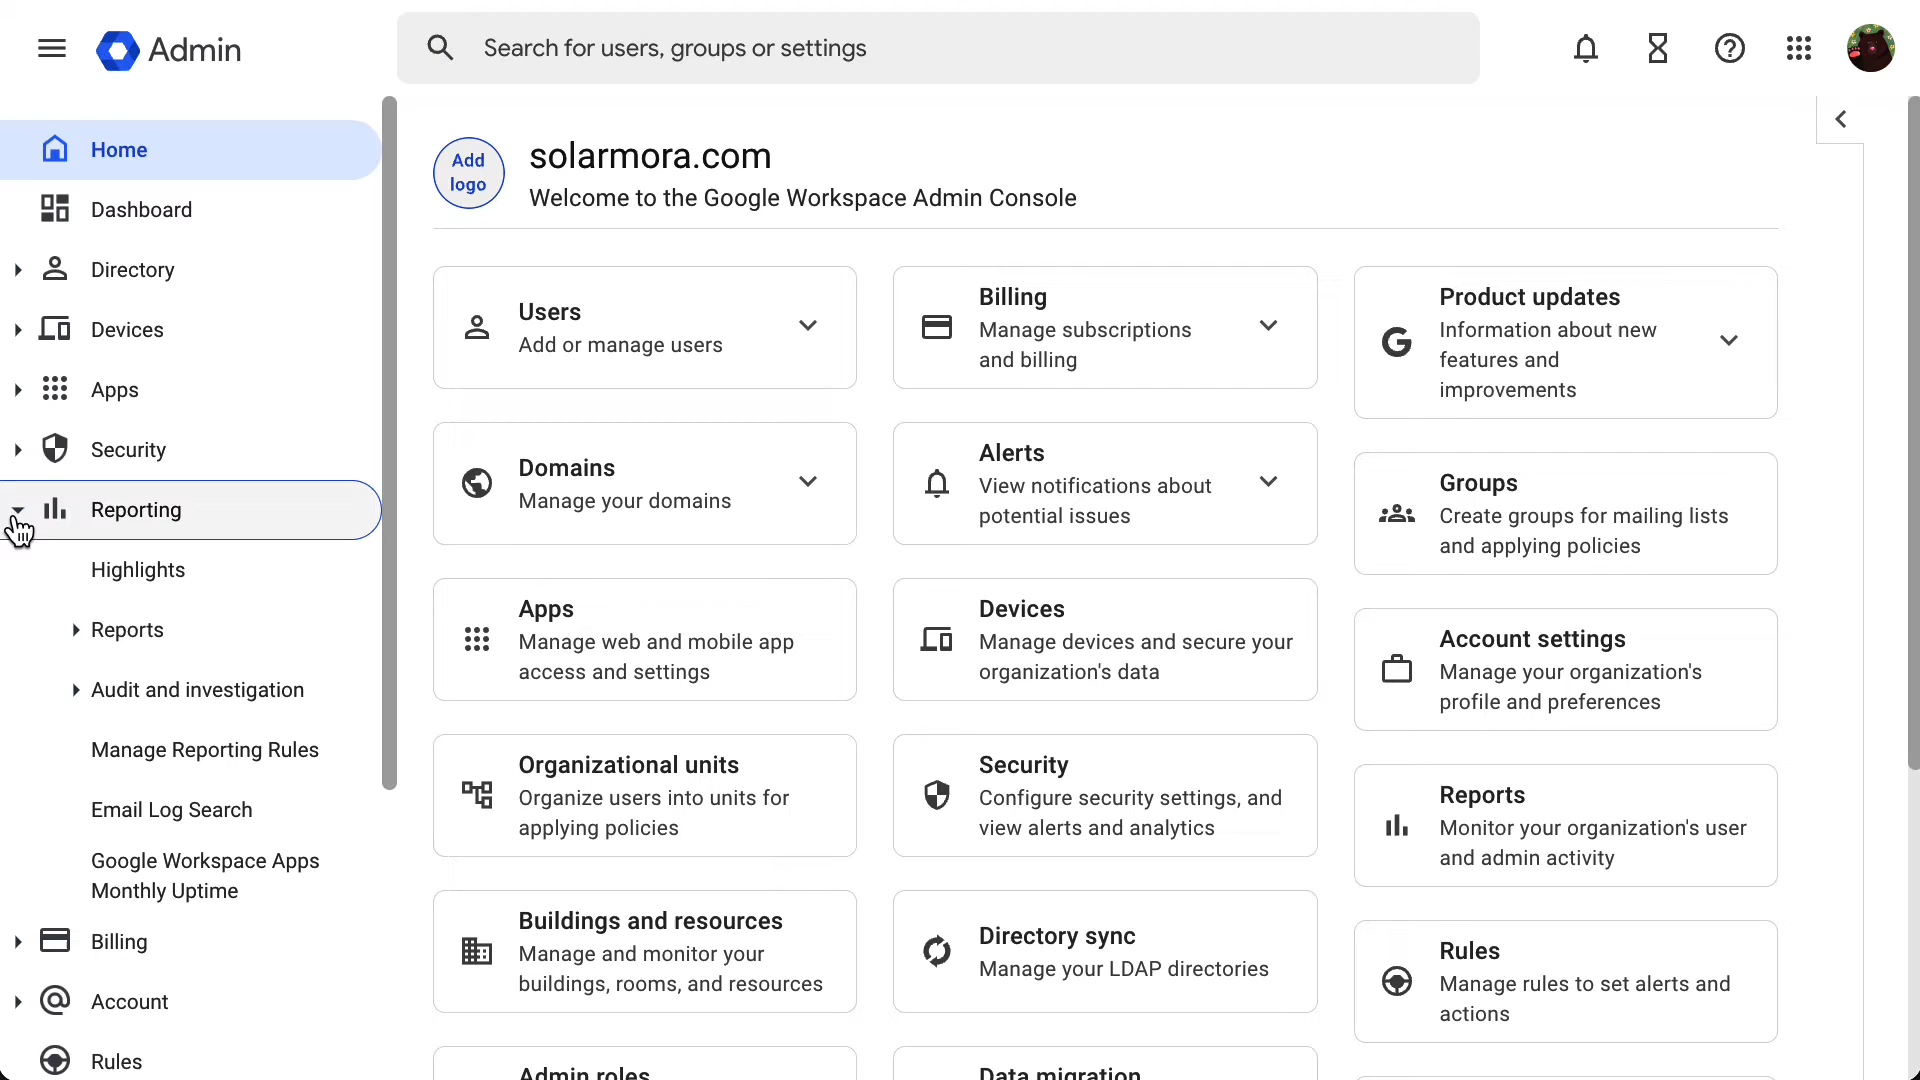 Admin
Search for users, groups or settings
Home
Dashboard
Directory
Devices
Apps
Security
Reporting
Highlights
Reports
Audit and investigation
Manage Reporting Rules
Email Log Search
Google Workspace Apps
Monthly Uptime
Billing
Account
Rules
Add
logo
solarmora.com
Welcome to the Google Workspace Admin Console
Users
Add or manage users
Domains
Manage your domains
Apps
Manage web and mobile app
access and settings
Organizational units
Organize users into units for
applying policies
Buildings and resources
Manage and monitor your
buildings, rooms, and resources
Admin roles
Billing
Manage subscriptions
and billing
Alerts
View notifications about
potential issues
Devices
Manage devices and secure your
organization's data
Security
Configure security settings, and
view alerts and analytics
Directory sync
Manage your LDAP directories
Data migration
Product updates
Information about new
features and
improvements
Groups
Create groups for mailing lists
and applying policies
Account settings
Manage your organization's
profile and preferences
Reports
Monitor your organization's user
and admin activity
Rules
Manage rules to set alerts and
actions